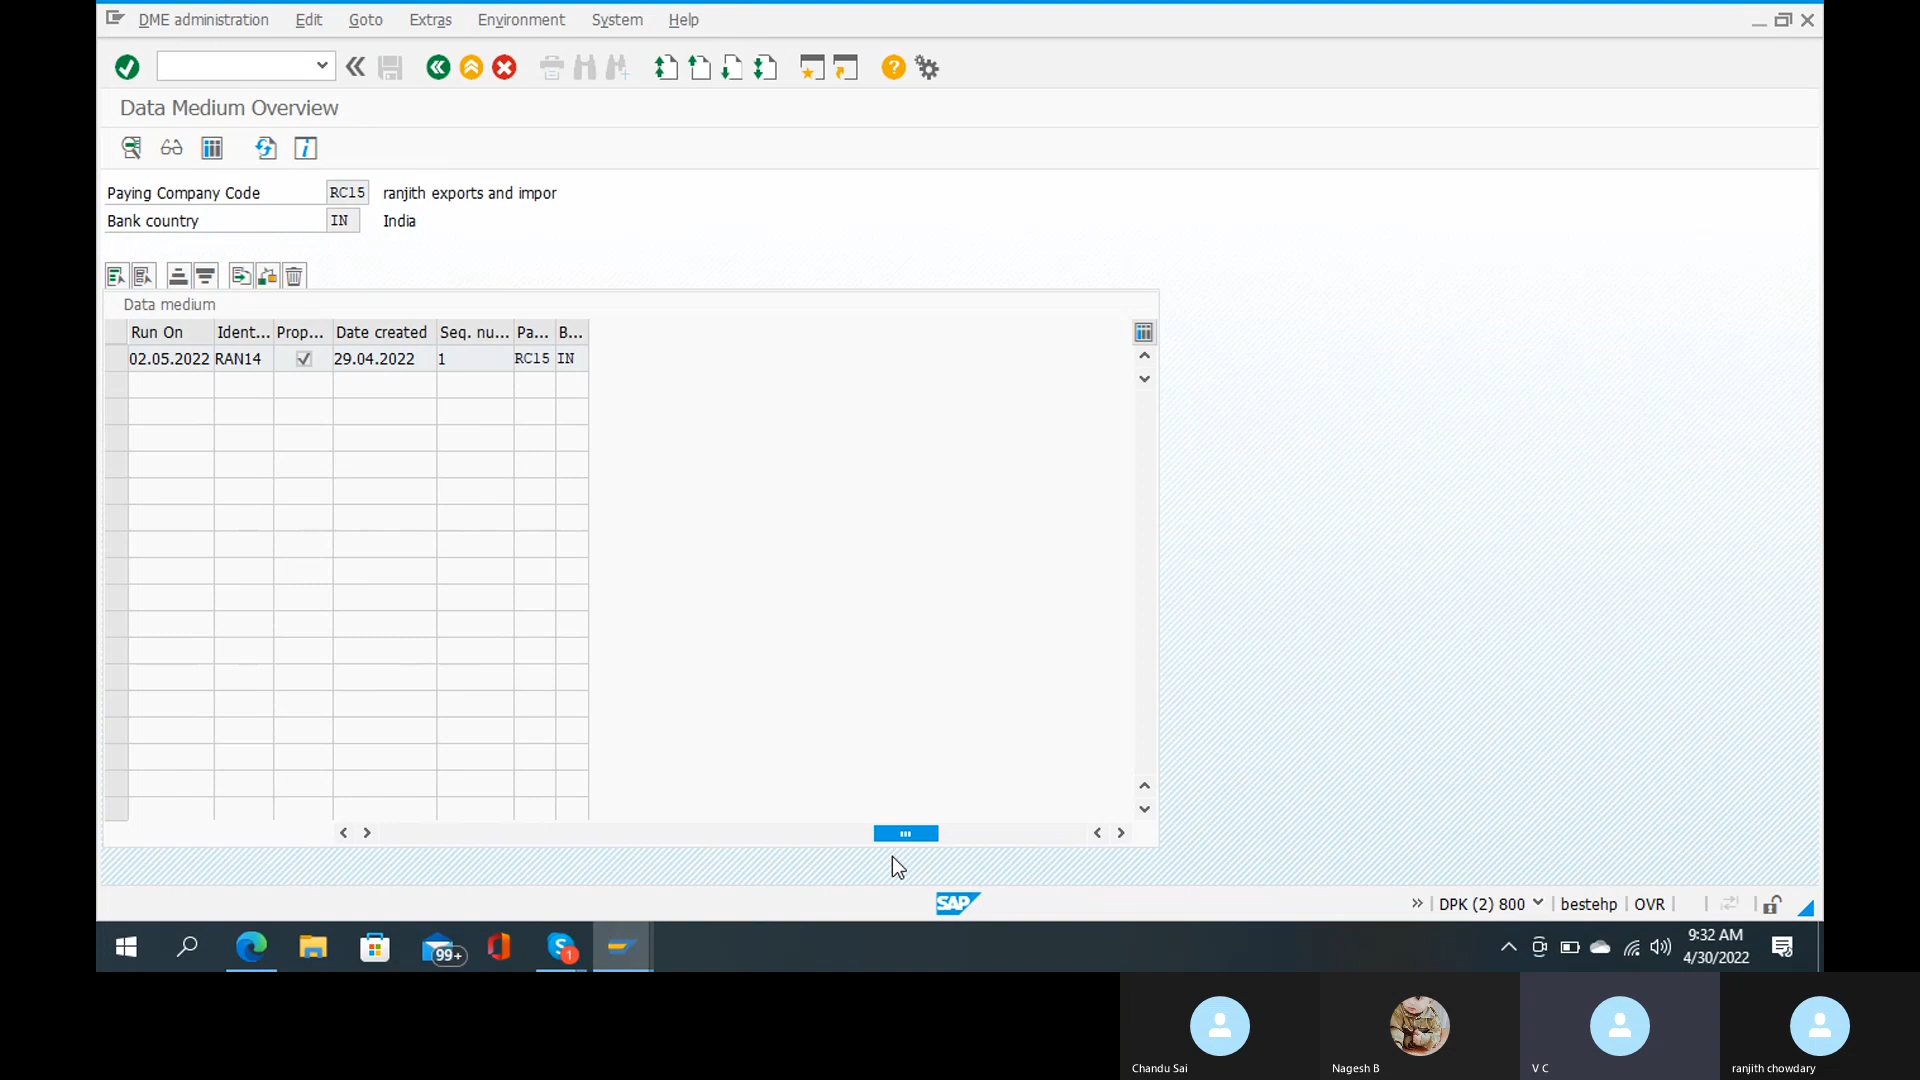 DME administration Edit Goto Extras Environment System Help
Data Medium Overview
Paying Company Code RC15 ranjith exports and impor
Bank country IN India
Data medium
Run On Ident... Prop... Date created Seq. nu... Pa... B...
02.05.2022 RAN14 29.04.2022 1 RC15 IN
SAP
DPK (2) 800 bestehp OVR
99+
1
9:32 AM
4/30/2022
Chandu Sai Nagesh B V C ranjith chowdary